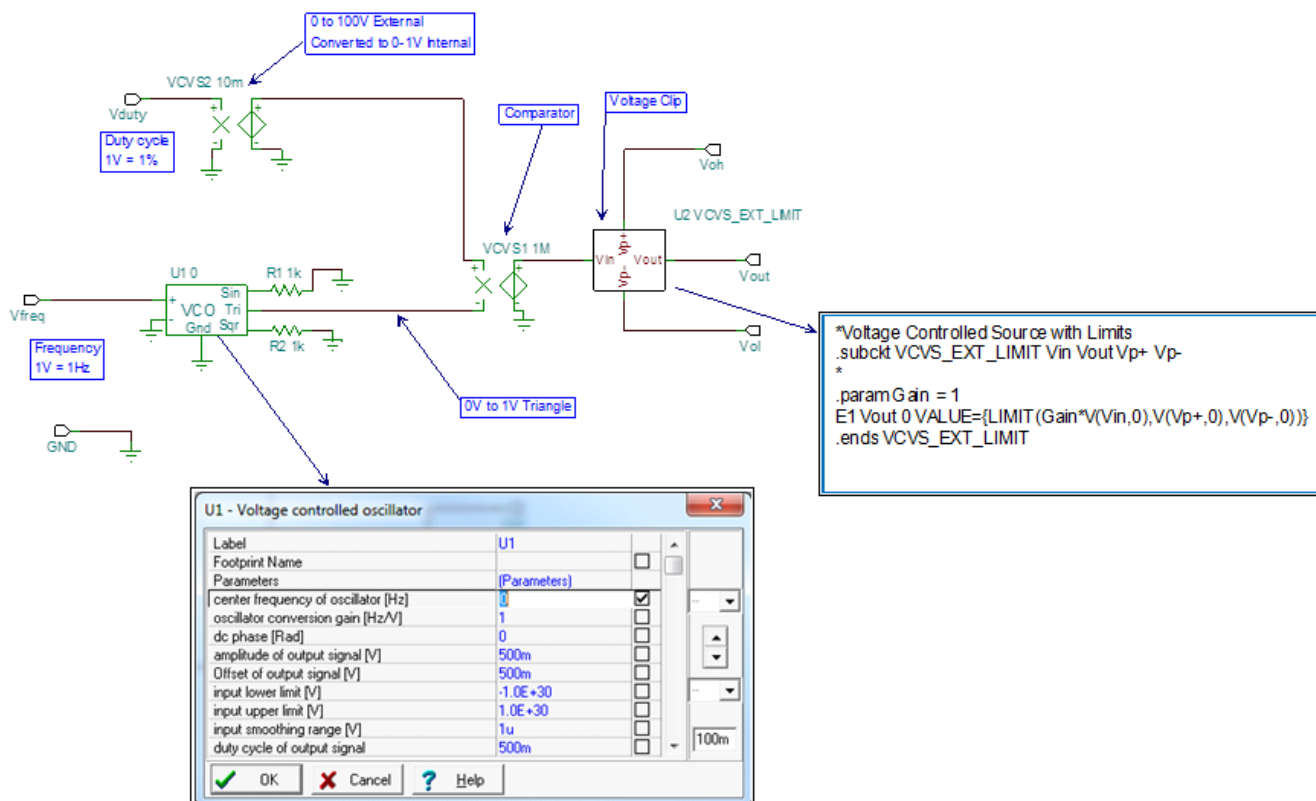 0 to 100V External
Converted to 0-1V Internal
VCVS2 10m
+
+
-
-
Vduty
Duty cycle
1V = 1%
Comparator
Voltage Clip
Voh
U2 VCVS_EXT_LIMIT
VCVS1 1M
+
+
-
-
Vin
Vp+
Vp-
Vout
Vout
Vol
U1 0
R1 1k
Sin
+
VCO
Tri
-
Gnd
Sqr
R2 1k
Vfreq
Frequency
1V = 1Hz
0V to 1V Triangle
GND
*Voltage Controlled Source with Limits
.subckt VCVS_EXT_LIMIT Vin Vout Vp+ Vp-
*
.param Gain = 1
E1 Vout 0 VALUE={LIMIT(Gain*V(Vin,0),V(Vp+,0),V(Vp-,0))}
.ends VCVS_EXT_LIMIT
U1 - Voltage controlled oscillator
Label U1
Footprint Name
Parameters (Parameters)
center frequency of oscillator [Hz] 0
oscillator conversion gain [Hz/V] 1
dc phase [Rad] 0
amplitude of output signal [V] 500m
Offset of output signal [V] 500m
input lower limit [V] -1.0E+30
input upper limit [V] 1.0E+30
input smoothing range [V] 1u
duty cycle of output signal 500m
--
--
100m
OK
Cancel
? Help